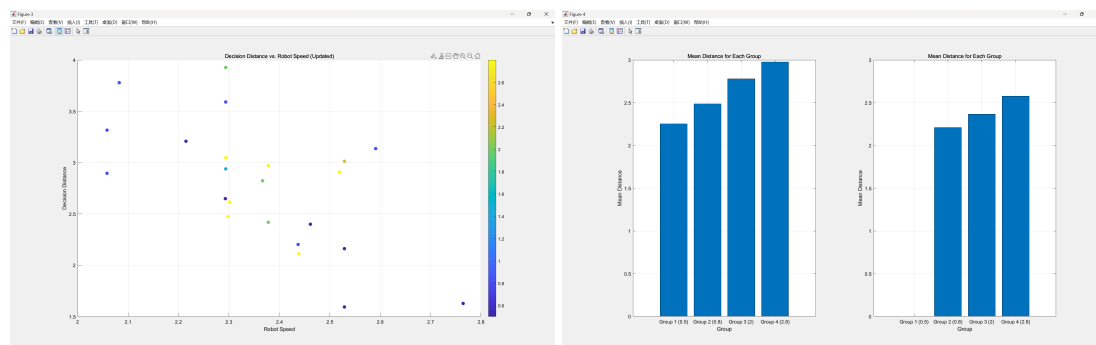 Figure 3
文件(F) 编辑(E) 查看(V) 插入(I) 工具(T) 桌面(D) 窗口(W) 帮助(H)
Decision Distance vs. Robot Speed (Updated)
4
3.5
3
2.5
2
1.5
Decision Distance
2 2.1 2.2 2.3 2.4 2.5 2.6 2.7 2.8
Robot Speed
2.6
2.4
2.2
2
1.8
1.6
1.4
1.2
1
0.8
0.6
Figure 4
文件(F) 编辑(E) 查看(V) 插入(I) 工具(T) 桌面(D) 窗口(W) 帮助(H)
Mean Distance for Each Group
3
2.5
2
1.5
1
0.5
0
Mean Distance
Group 1 (0.5) Group 2 (0.8) Group 3 (2) Group 4 (2.8)
Group
Mean Distance for Each Group
3
2.5
2
1.5
1
0.5
0
Mean Distance
Group 1 (0.5) Group 2 (0.8) Group 3 (2) Group 4 (2.8)
Group